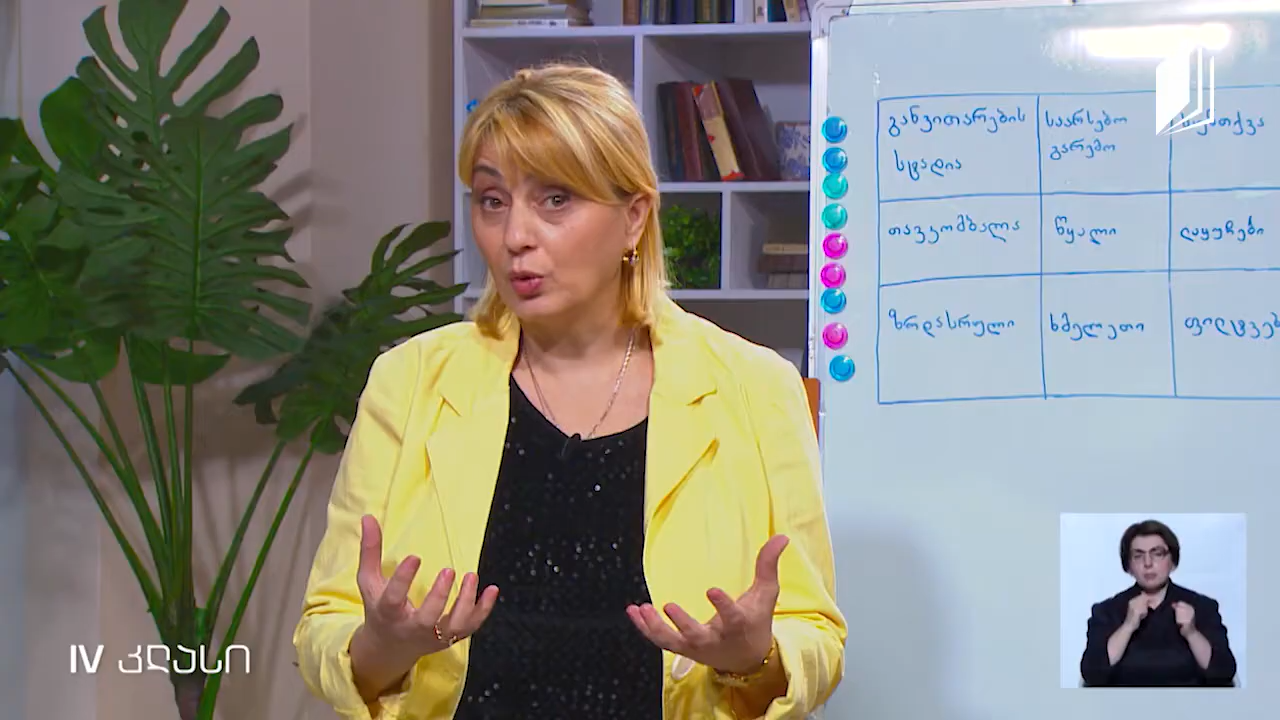 განვითარების
სტადია
საარსებო
გარემო
თავკომბალა
წყალი
ლაყუჩები
ზრდასრული
ხმელეთი
IV კლასი